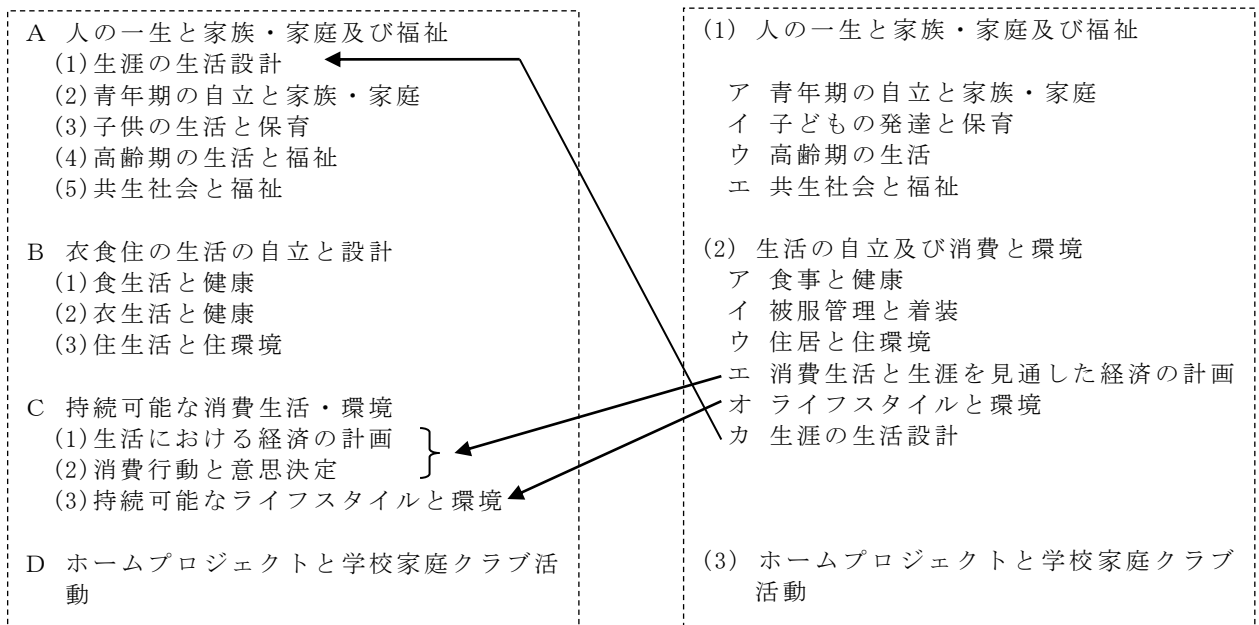 A 人の一生と家族・家庭及び福祉
(1)生涯の生活設計
(2)青年期の自立と家族・家庭
(3)子供の生活と保育
(4)高齢期の生活と福祉
(5)共生社会と福祉
B 衣食住の生活の自立と設計
(1)食生活と健康
(2)衣生活と健康
(3)住生活と住環境
C 持続可能な消費生活・環境
(1)生活における経済の計画
(2)消費行動と意思決定
(3)持続可能なライフスタイルと環境
D ホームプロジェクトと学校家庭クラブ活
動
(1) 人の一生と家族・家庭及び福祉
ア 青年期の自立と家族・家庭
イ 子どもの発達と保育
ウ 高齢期の生活
エ 共生社会と福祉
(2) 生活の自立及び消費と環境
ア 食事と健康
イ 被服管理と着装
ウ 住居と住環境
エ 消費生活と生涯を見通した経済の計画
オ ライフスタイルと環境
カ 生涯の生活設計
(3) ホームプロジェクトと学校家庭クラブ
活動